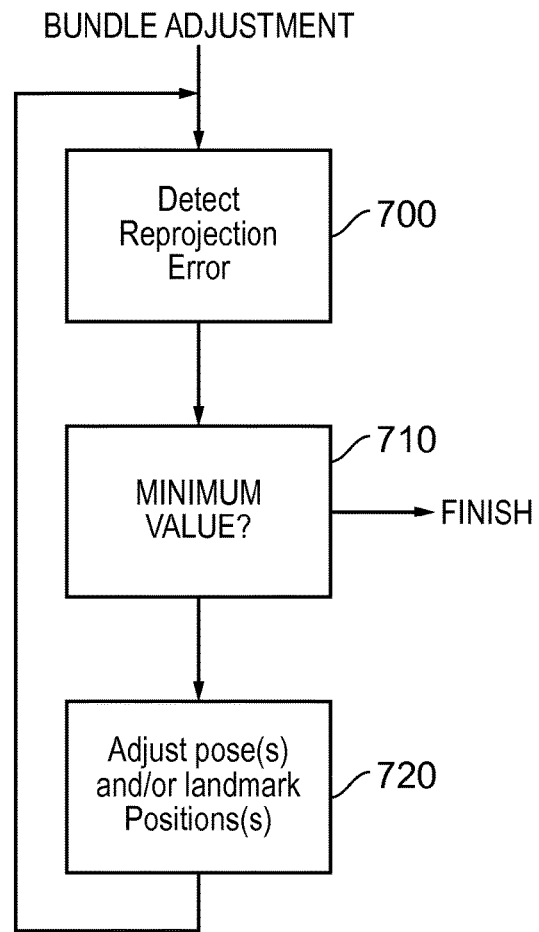 BUNDLE ADJUSTMENT
Detect
Reprojection
Error
700
MINIMUM
VALUE?
710
FINISH
Adjust pose(s)
and/or landmark
Positions(s)
720